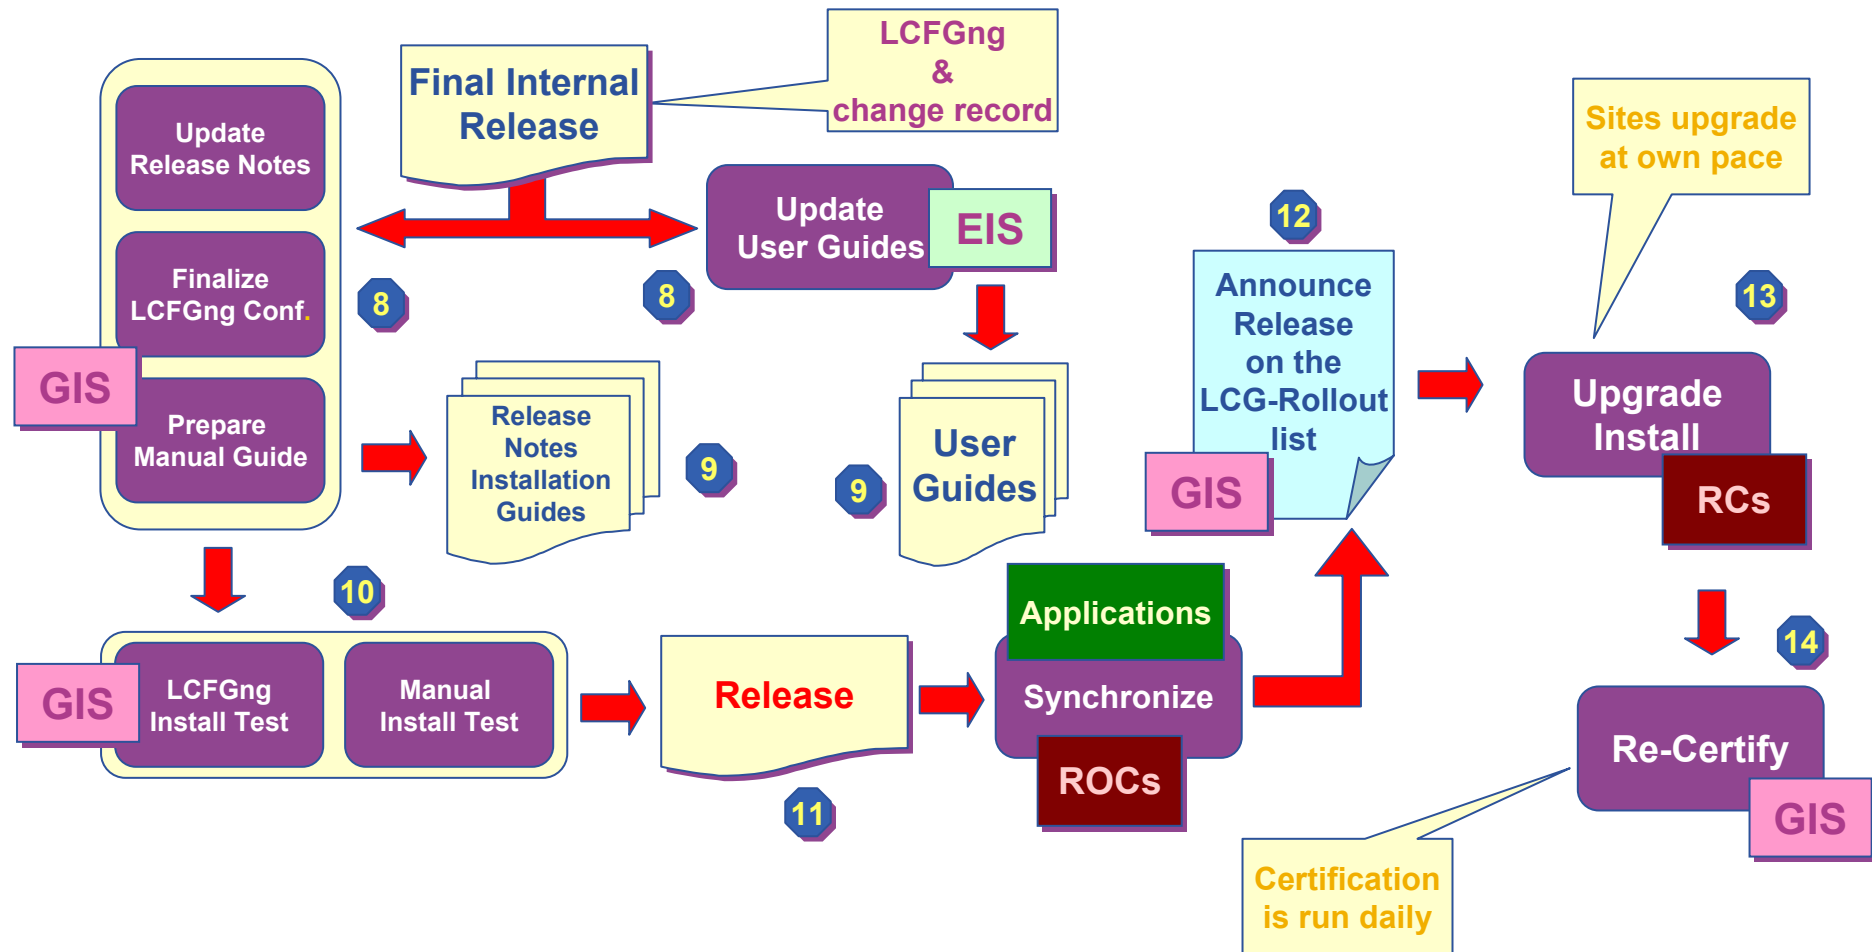 LCFGng
&
change record
Final Internal
Release
Update
Release Notes
Finalize
LCFGng Conf.
GIS
Prepare
Manual Guide
8
Update
User Guides
EIS
8
Release
Notes
Installation
Guides
9
User
Guides
9
10
GIS
LCFGng
Install Test
Manual
Install Test
Release
11
Applications
Synchronize
ROCs
12
Announce
Release
on the
LCG-Rollout
list
GIS
Sites upgrade
at own pace
13
Upgrade
Install
RCs
14
Re-Certify
GIS
Certification
is run daily